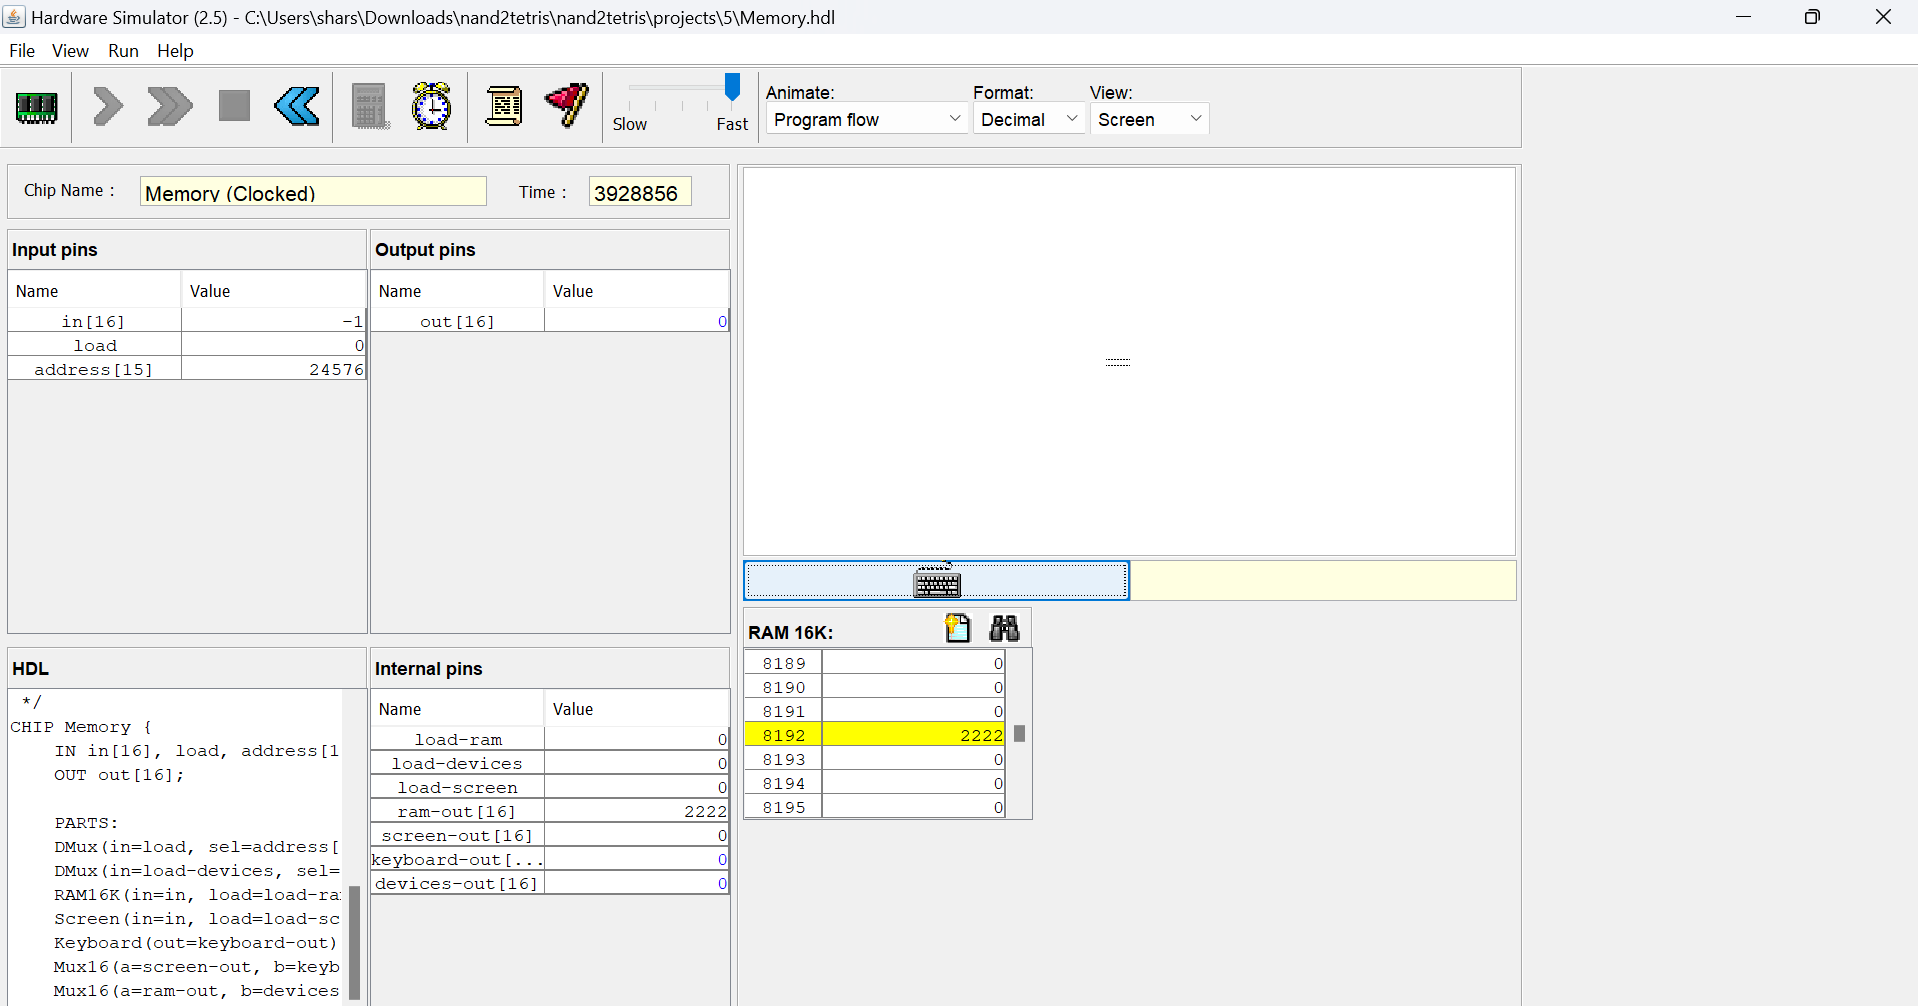 Hardware Simulator (2.5) - C:\Users\shars\Downloads\nand2tetris\nand2tetris\projects\5\Memory.hdl
File View Run Help
Slow Fast
Animate: Format: View:
Program flow Decimal Screen
Chip Name : Memory (Clocked) Time : 3928856
Input pins
Name Value
in[16] -1
load 0
address[15] 24576
Output pins
Name Value
out[16] 0
HDL
*/
CHIP Memory {
IN in[16], load, address[1
OUT out[16];
PARTS:
DMux(in=load, sel=address[
DMux(in=load-devices, sel=
RAM16K(in=in, load=load-ra
Screen(in=in, load=load-sc
Keyboard(out=keyboard-out)
Mux16(a=screen-out, b=keyb
Mux16(a=ram-out, b=devices
Internal pins
Name Value
load-ram 0
load-devices 0
load-screen 0
ram-out[16] 2222
screen-out[16] 0
keyboard-out[... 0
devices-out[16] 0
RAM 16K:
8189 0
8190 0
8191 0
8192 2222
8193 0
8194 0
8195 0